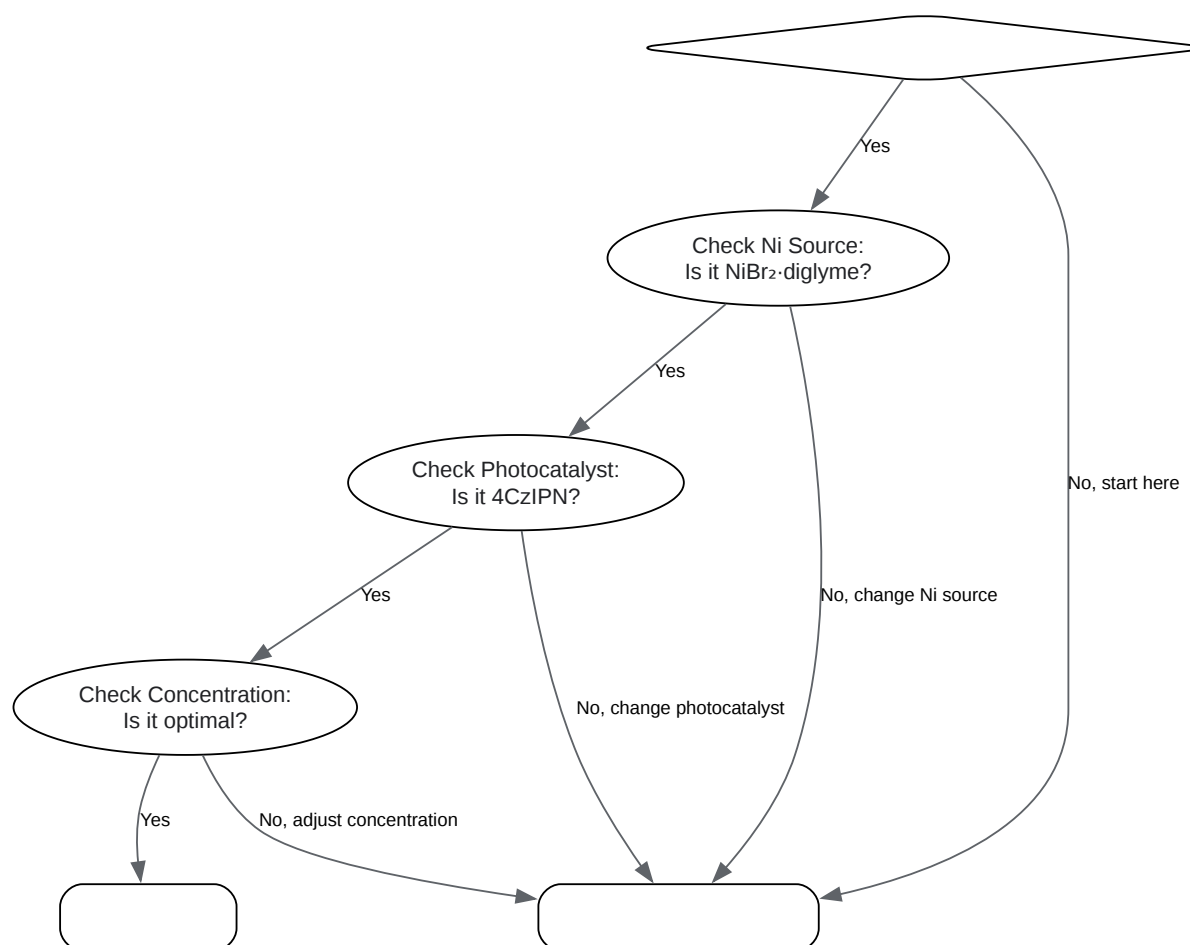 Yes
Check Ni Source:
Is it NiBr₂·diglyme?
Yes
Check Photocatalyst:
Is it 4CzIPN?
No, start here
Yes
No, change Ni source
Check Concentration:
Is it optimal?
No, change photocatalyst
Yes
No, adjust concentration